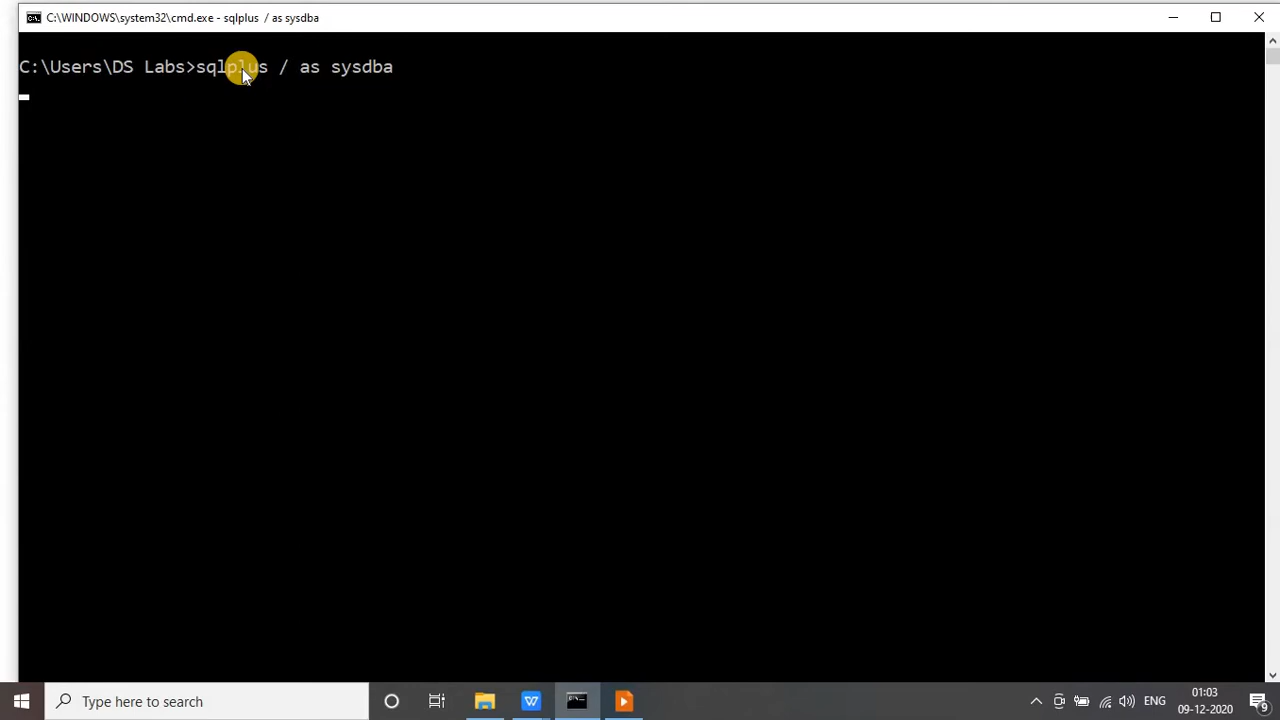 C:\WINDOWS\system32\cmd.exe - sqlplus / as sysdba
C:\Users\DS Labs>sqlplus / as sysdba
Type here to search
ENG
01:03
09-12-2020
9